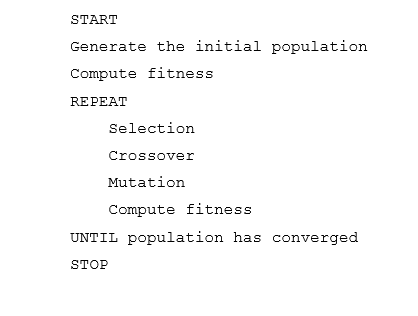 START
Generate the initial population
Compute fitness
REPEAT
Selection
Crossover
Mutation
Compute fitness
UNTIL population has converged
STOP